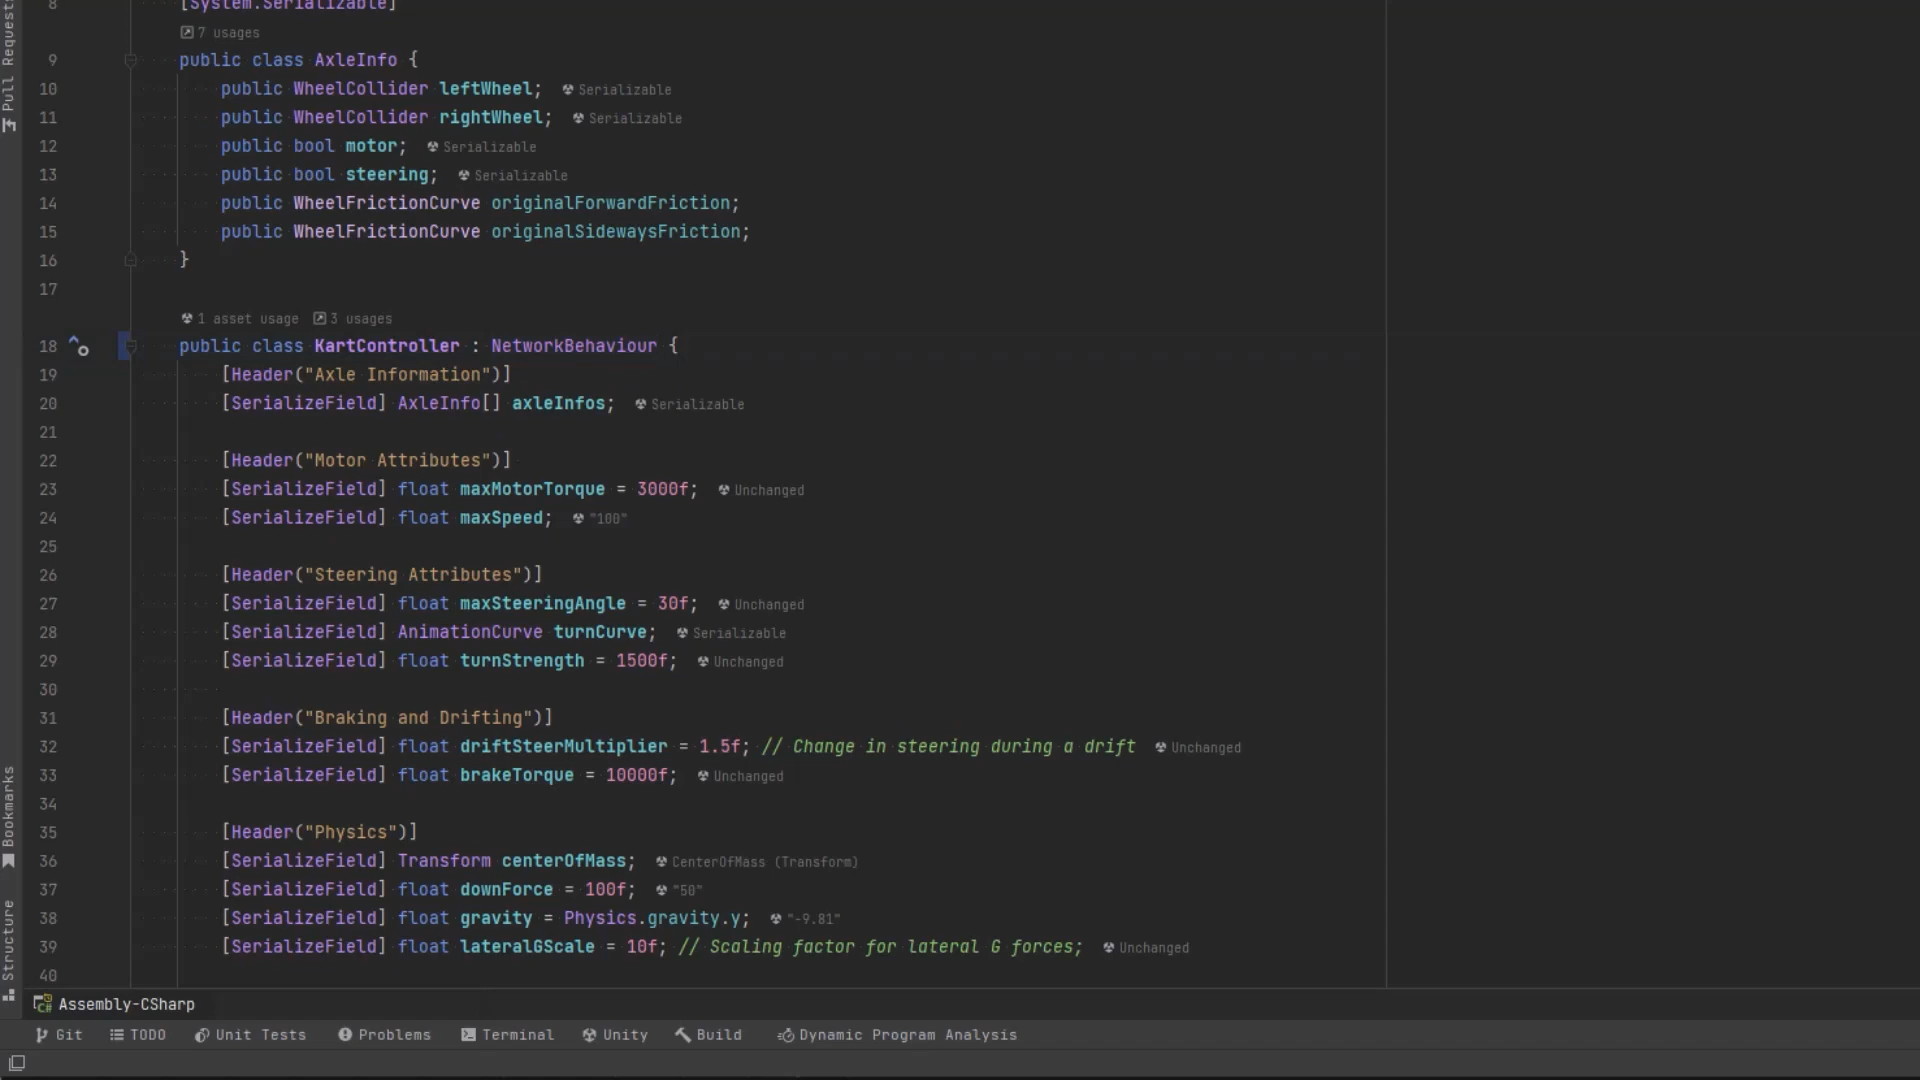 Pull Requests
Bookmarks
Structure
8 [System.Serializable]
7 usages
9 public class AxleInfo {
10 public WheelCollider leftWheel; Serializable
11 public WheelCollider rightWheel; Serializable
12 public bool motor; Serializable
13 public bool steering; Serializable
14 public WheelFrictionCurve originalForwardFriction;
15 public WheelFrictionCurve originalSidewaysFriction;
16 }
17
1 asset usage 3 usages
18 public class KartController : NetworkBehaviour {
19 [Header("Axle Information")]
20 [SerializeField] AxleInfo[] axleInfos; Serializable
21
22 [Header("Motor Attributes")]
23 [SerializeField] float maxMotorTorque = 3000f; Unchanged
24 [SerializeField] float maxSpeed; "100"
25
26 [Header("Steering Attributes")]
27 [SerializeField] float maxSteeringAngle = 30f; Unchanged
28 [SerializeField] AnimationCurve turnCurve; Serializable
29 [SerializeField] float turnStrength = 1500f; Unchanged
30
31 [Header("Braking and Drifting")]
32 [SerializeField] float driftSteerMultiplier = 1.5f; // Change in steering during a drift Unchanged
33 [SerializeField] float brakeTorque = 10000f; Unchanged
34
35 [Header("Physics")]
36 [SerializeField] Transform centerOfMass; CenterOfMass (Transform)
37 [SerializeField] float downForce = 100f; "50"
38 [SerializeField] float gravity = Physics.gravity.y; "-9.81"
39 [SerializeField] float lateralGScale = 10f; // Scaling factor for lateral G forces; Unchanged
40
C# Assembly-CSharp
Git TODO Unit Tests Problems Terminal Unity Build Dynamic Program Analysis